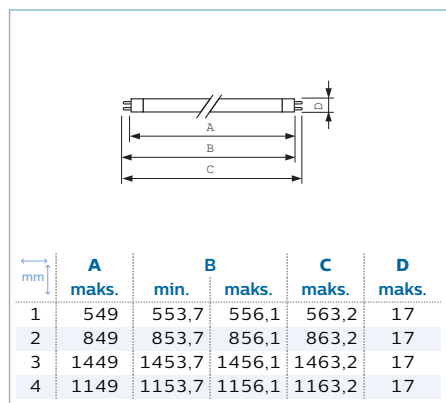 D
A
B
C
mm A B C D
maks. min. maks. maks. maks.
1 549 553,7 556,1 563,2 17
2 849 853,7 856,1 863,2 17
3 1449 1453,7 1456,1 1463,2 17
4 1149 1153,7 1156,1 1163,2 17